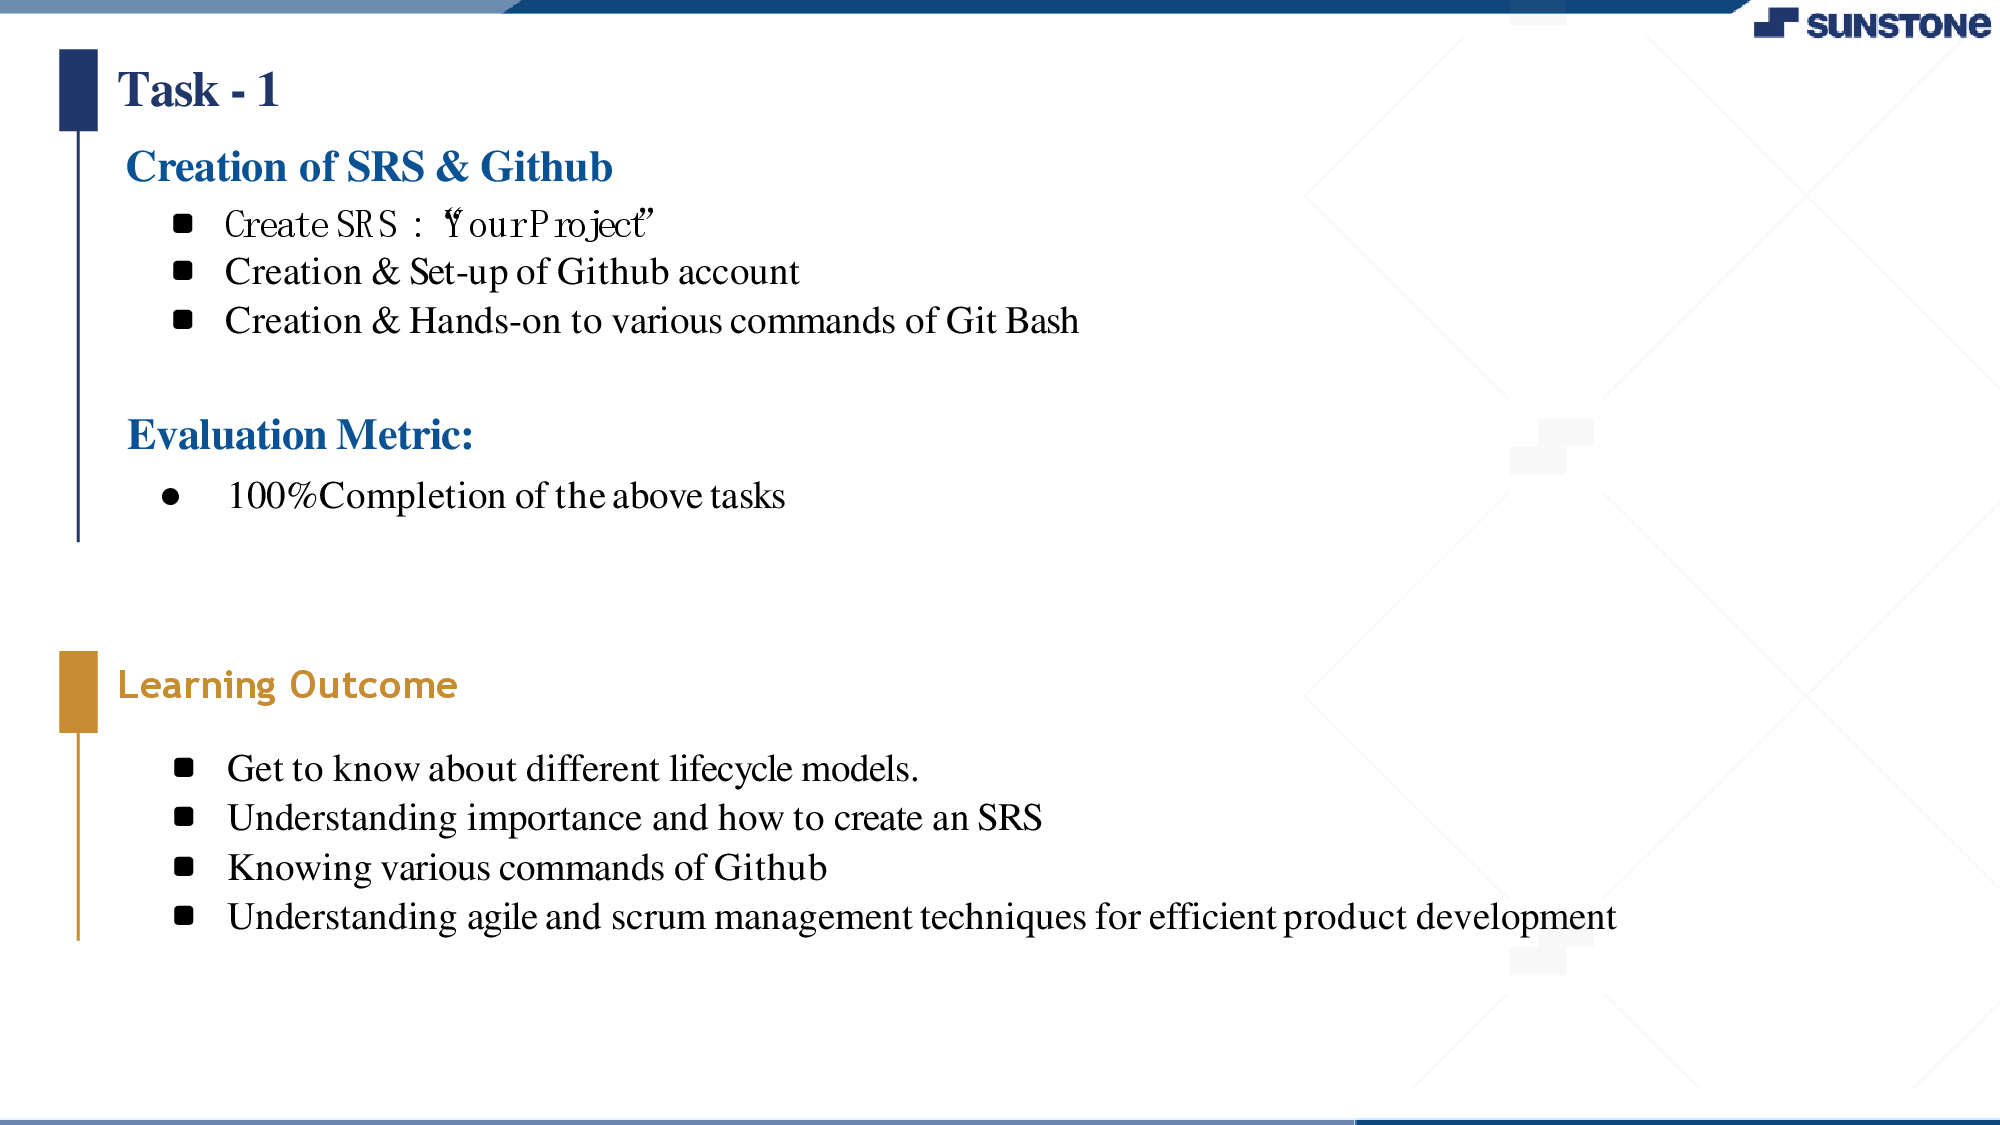 SUNSTONE
Task - 1
Creation of SRS & Github
Create SRS : “Your Project”
Creation & Set-up of Github account
Creation & Hands-on to various commands of Git Bash
Evaluation Metric:
100%Completion of the above tasks
Learning Outcome
Get to know about different lifecycle models.
Understanding importance and how to create an SRS
Knowing various commands of Github
Understanding agile and scrum management techniques for efficient product development